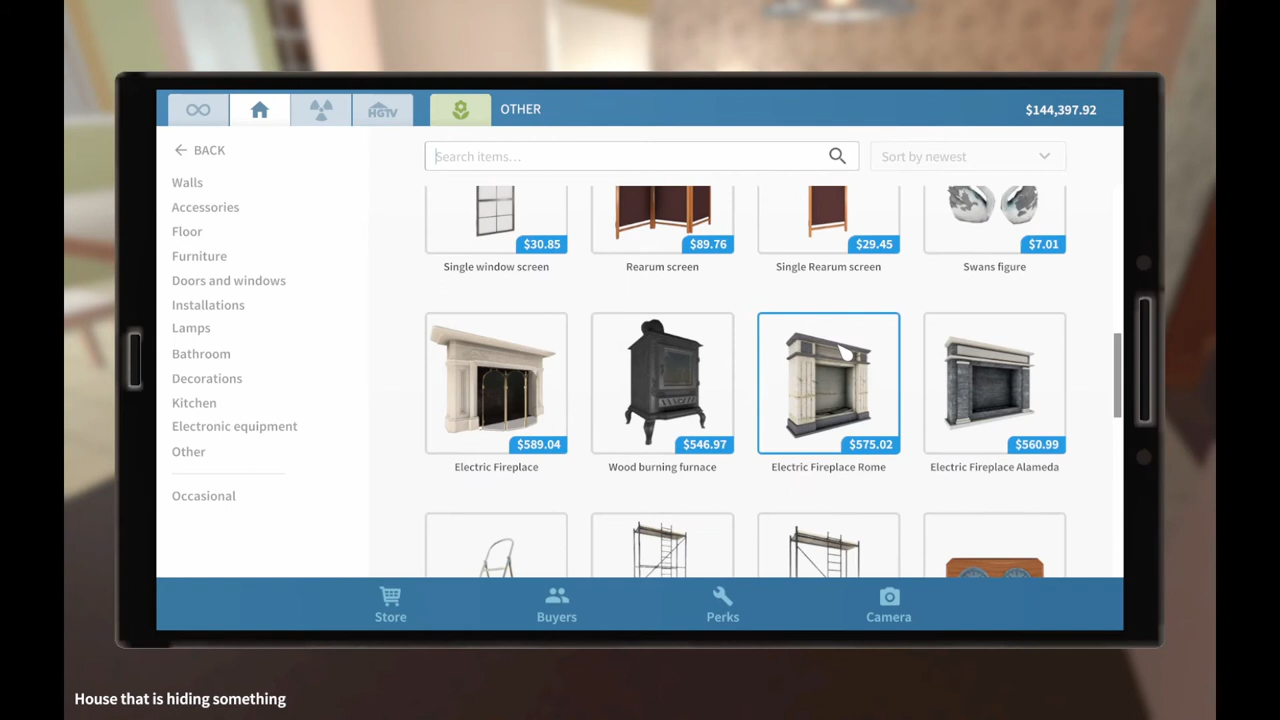 HGTV
OTHER
$144,397.92
BACK
Search items...
Sort by newest
Walls
Accessories
Floor
Furniture
Doors and windows
Installations
Lamps
Bathroom
Decorations
Kitchen
Electronic equipment
Other
Occasional
$30.85
$89.76
$29.45
$7.01
Single window screen
Rearum screen
Single Rearum screen
Swans figure
$589.04
$546.97
$575.02
$560.99
Electric Fireplace
Wood burning furnace
Electric Fireplace Rome
Electric Fireplace Alameda
Store
Buyers
Perks
Camera
House that is hiding something